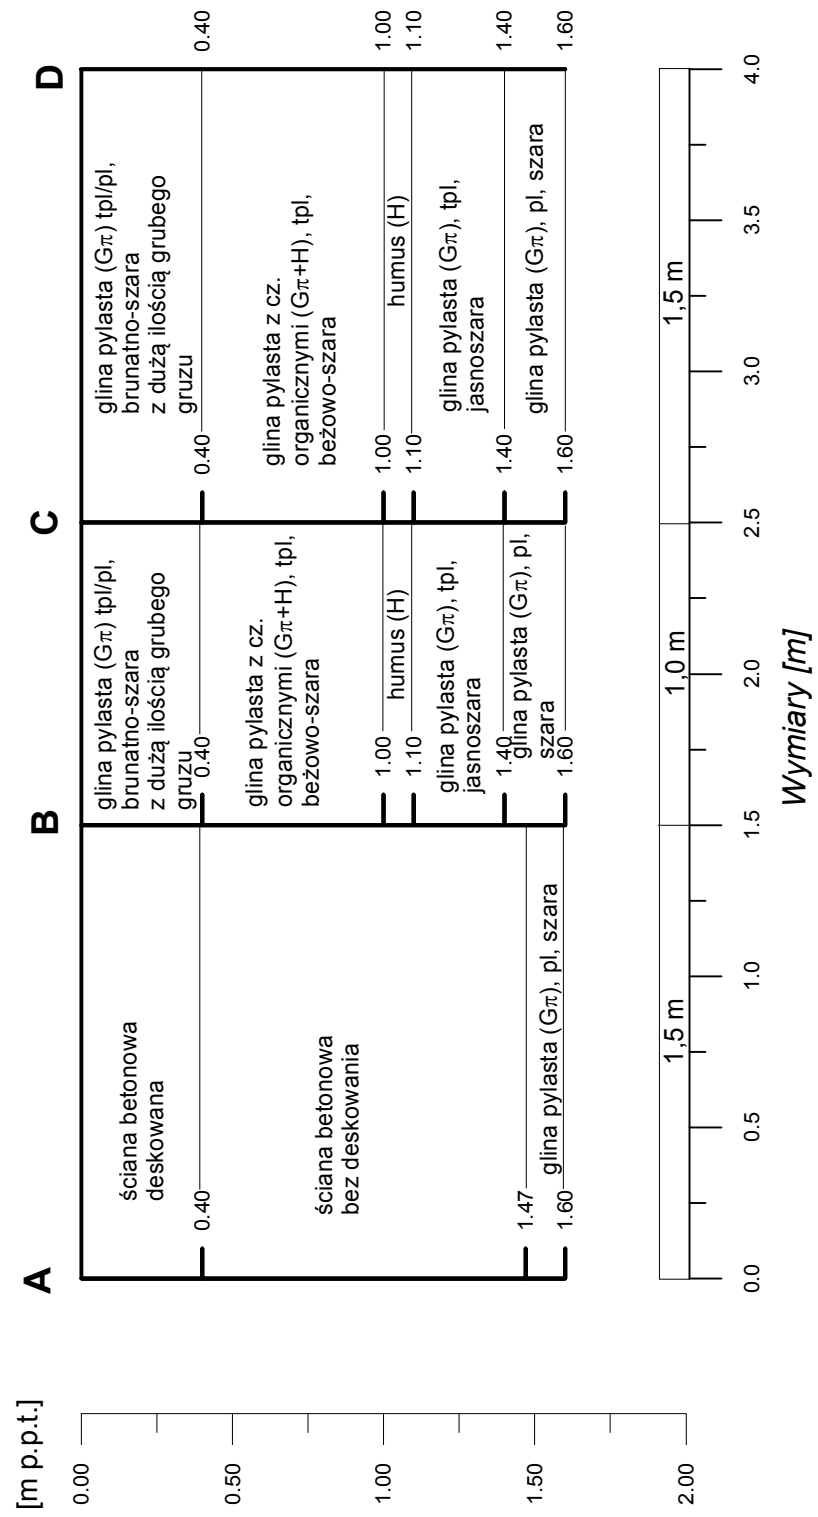 [m p.p.t.]
0.00
0.50
1.00
1.50
2.00
A
B
C
D
ściana betonowa
deskowana
0.40
ściana betonowa
bez deskowania
1.47
glina pylasta (Gπ), pl, szara
1.60
glina pylasta (Gπ) tpl/pl,
brunatno-szara
z dużą ilością grubego
gruzu
0.40
glina pylasta z cz.
organicznymi (Gπ+H), tpl,
beżowo-szara
1.00
humus (H)
1.10
glina pylasta (Gπ), tpl,
jasnoszara
1.40
glina pylasta (Gπ), pl,
szara
1.60
glina pylasta (Gπ) tpl/pl,
brunatno-szara
z dużą ilością grubego
gruzu
0.40
glina pylasta z cz.
organicznymi (Gπ+H), tpl,
beżowo-szara
1.00
humus (H)
1.10
glina pylasta (Gπ), tpl,
jasnoszara
1.40
glina pylasta (Gπ), pl, szara
1.60
0.40
1.00
1.10
1.40
1.60
1,5 m
1,0 m
1,5 m
0.0
0.5
1.0
1.5
2.0
2.5
3.0
3.5
4.0
Wymiary [m]